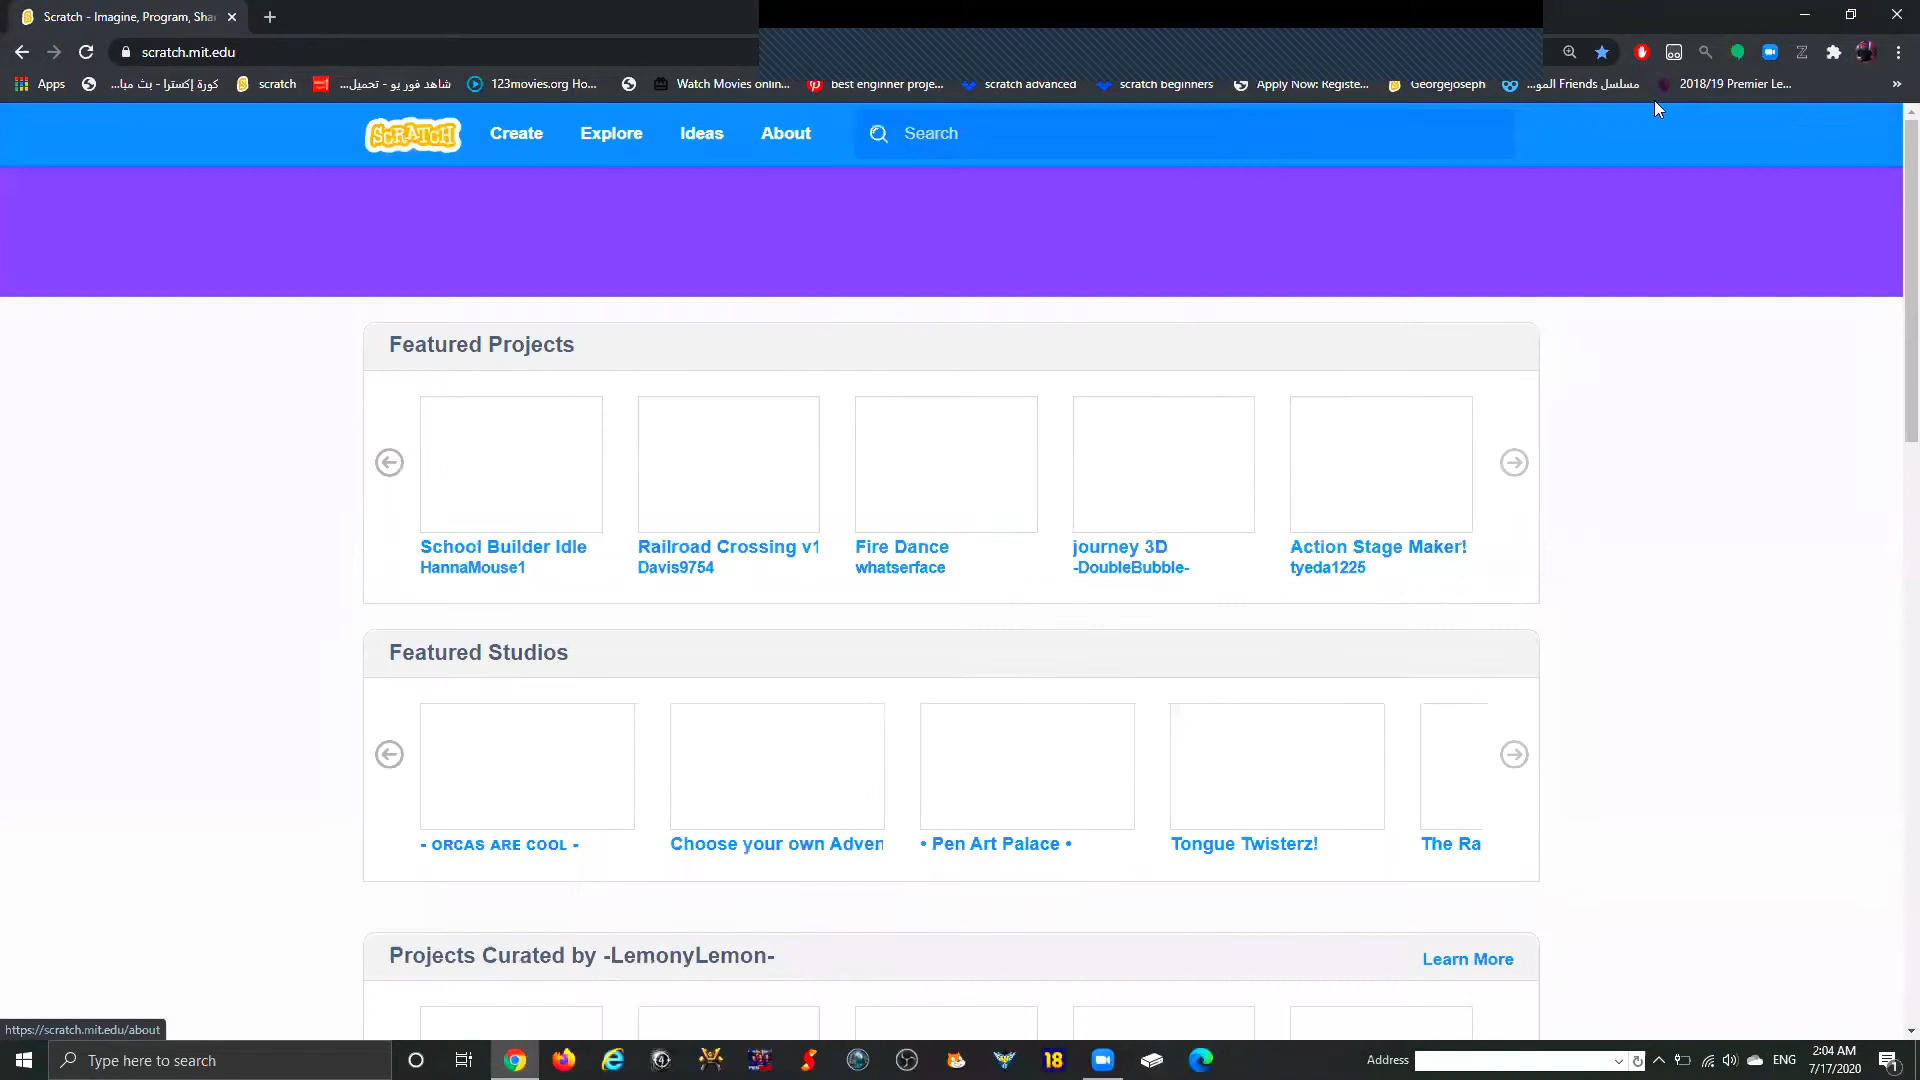 Scratch - Imagine, Program, Sha
scratch.mit.edu
Apps
كورة إكسترا - بث مبا...
scratch
شاهد فور يو - تحميل...
123movies.org Ho...
Watch Movies onlin...
best enginner proje...
scratch advanced
scratch beginners
Apply Now: Registe...
Georgejoseph
مسلسل Friends المو...
2018/19 Premier Le...
SCRATCH
Create
Explore
Ideas
About
Search
Featured Projects
School Builder Idle
HannaMouse1
Railroad Crossing v1
Davis9754
Fire Dance
whatserface
journey 3D
-DoubleBubble-
Action Stage Maker!
tyeda1225
Featured Studios
- ORCAS ARE COOL -
Choose your own Adven
• Pen Art Palace •
Tongue Twisterz!
The Ra
Projects Curated by -LemonyLemon-
Learn More
https://scratch.mit.edu/about
Type here to search
18
Address
ENG
2:04 AM
7/17/2020
1